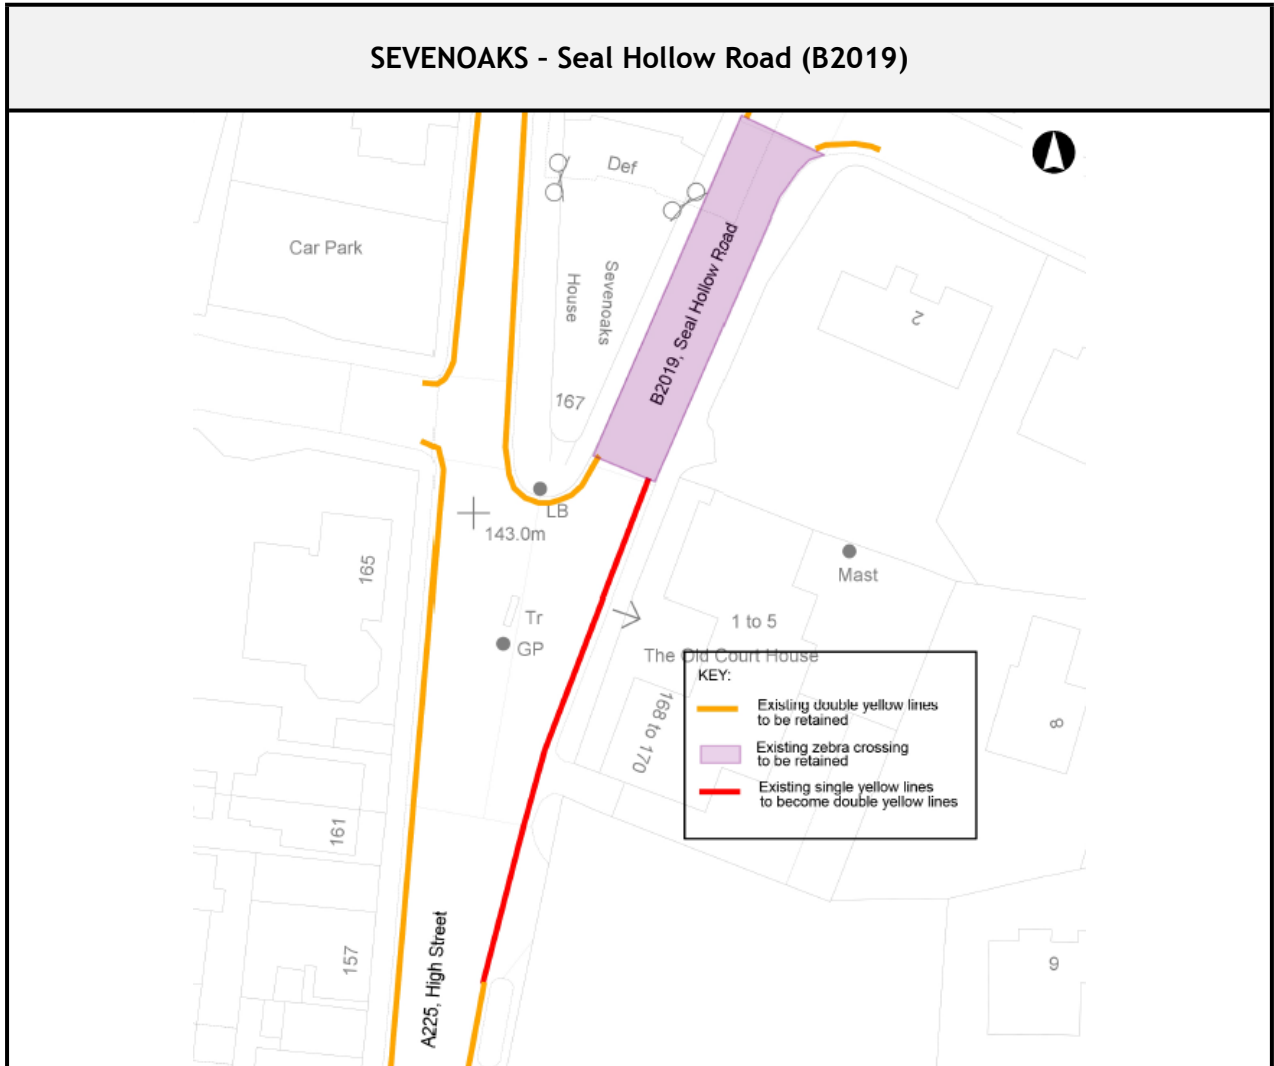 SEVENOAKS - Seal Hollow Road (B2019)
Def
Car Park
Sevenoaks
House
B2019, Seal Hollow Road
2
167
LB
143.0m
165
Mast
Tr
GP
1 to 5
The Old Court House
168 to 170
KEY:
Existing double yellow lines
to be retained
Existing zebra crossing
to be retained
Existing single yellow lines
to become double yellow lines
8
161
157
A225, High Street
9